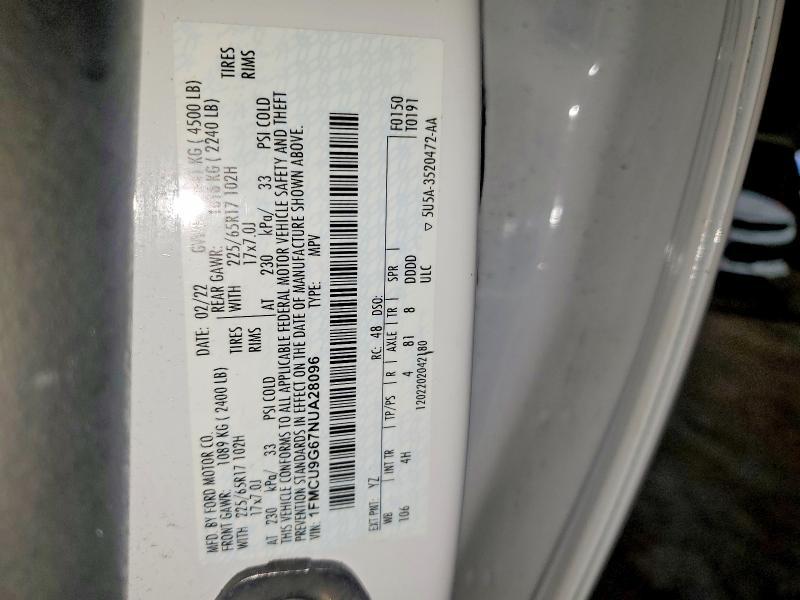 MFD. BY FORD MOTOR CO. DATE: 02/22 KG ( 4500 LB)
FRONT GAWR: 1089 KG ( 2400 LB) REAR GAWR: KG ( 2240 LB)
WITH 225/65R17 102H TIRES WITH 225/65R17 102H TIRES
17x7.0J RIMS 17x7.0J RIMS
AT 230 kPa/ 33 PSI COLD AT 230 kPa/ 33 PSI COLD
THIS VEHICLE CONFORMS TO ALL APPLICABLE FEDERAL MOTOR VEHICLE SAFETY AND THEFT
PREVENTION STANDARDS IN EFFECT ON THE DATE OF MANUFACTURE SHOWN ABOVE.
VIN: 1FMCU9G67NUA28096 TYPE: MPV
EXT PNT: YZ RC: 48 DSO: F0150
T0191
WB INT TR TP/PS R AXLE TR SPR
106 4H 4 81 8 DDDD
1202202042180 ULC ▽ 5U5A-3520472-AA